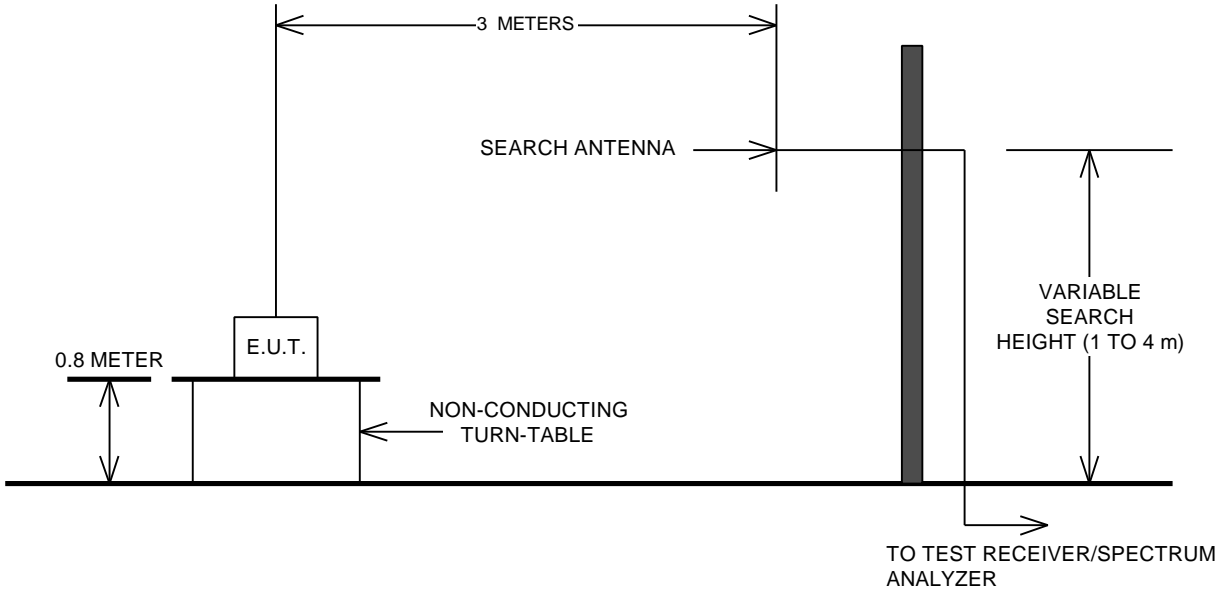 3 METERS
SEARCH ANTENNA
VARIABLE
SEARCH
HEIGHT (1 TO 4 m)
E.U.T.
0.8 METER
NON-CONDUCTING
TURN-TABLE
TO TEST RECEIVER/SPECTRUM
ANALYZER